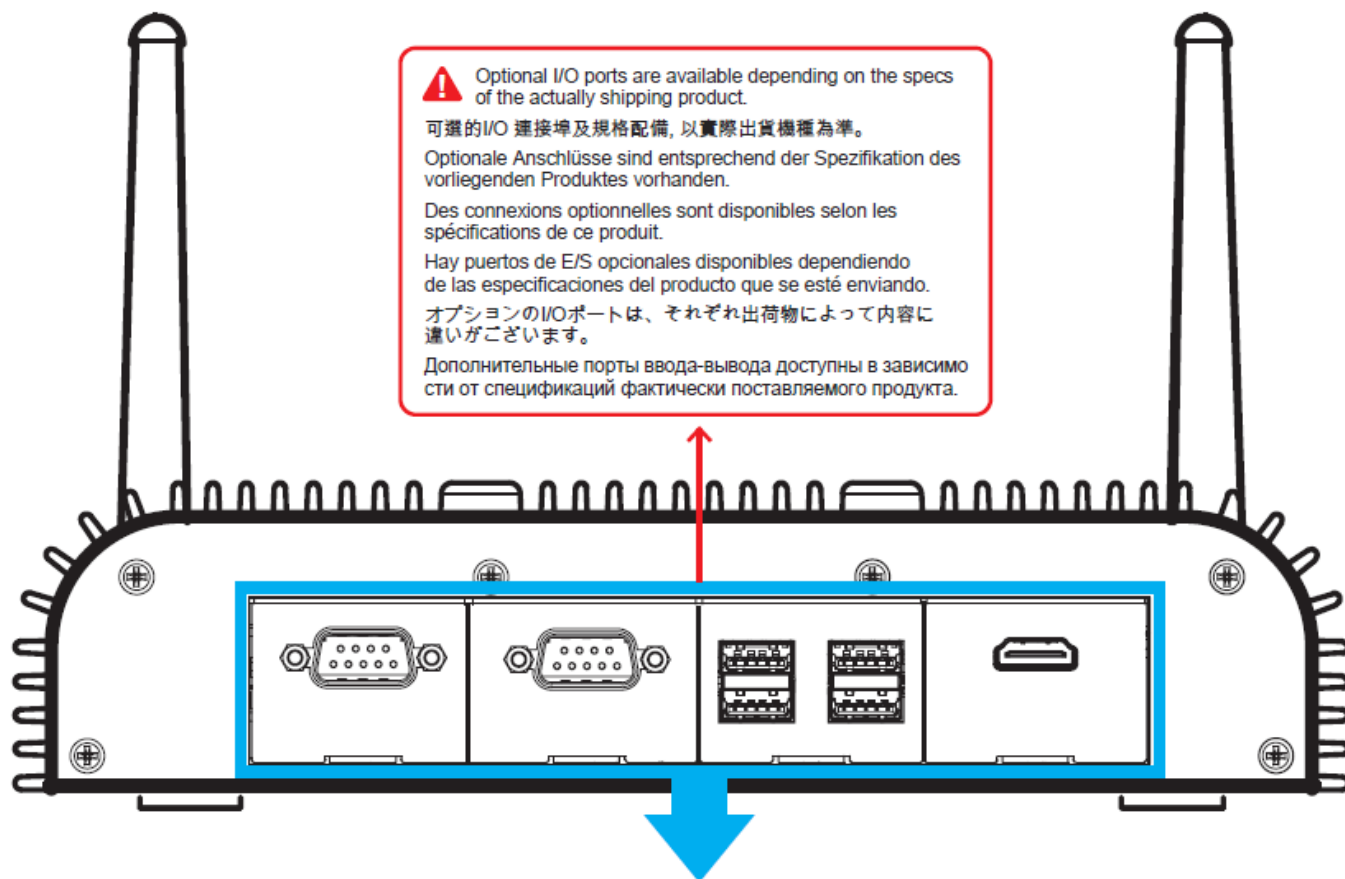 Optional I/O ports are available depending on the specs
of the actually shipping product.
可選的I/O 連接埠及規格配備, 以實際出貨機種為準。
Optionale Anschlüsse sind entsprechend der Spezifikation des
vorliegenden Produktes vorhanden.
Des connexions optionnelles sont disponibles selon les
spécifications de ce produit.
Hay puertos de E/S opcionales disponibles dependiendo
de las especificaciones del producto que se esté enviando.
オプションのI/Oポートは、それぞれ出荷物によって内容に
違いがございます。
Дополнительные порты ввода-вывода доступны в зависимо
сти от спецификаций фактически поставляемого продукта.